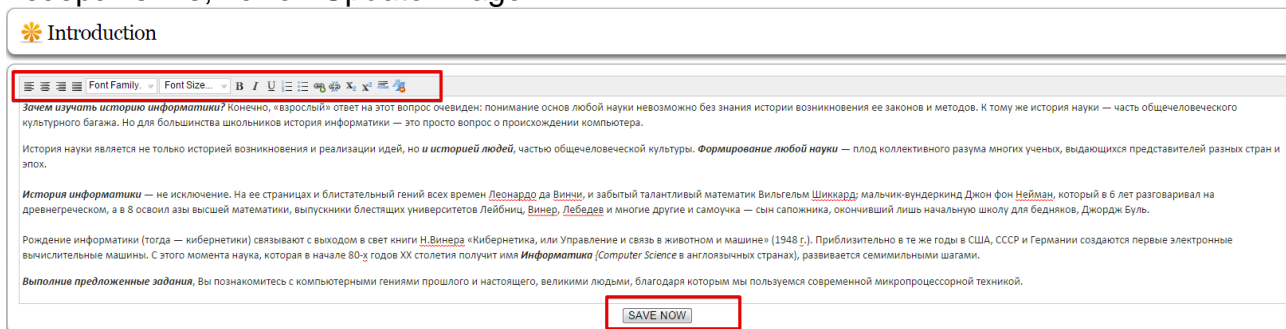 Introduction
Font Family. Font Size... B I U X₂ x²
Зачем изучать историю информатики? Конечно, «взрослый» ответ на этот вопрос очевиден: понимание основ любой науки невозможно без знания истории возникновения ее законов и методов. К тому же история науки — часть общечеловеческого
культурного багажа. Но для большинства школьников история информатики — это просто вопрос о происхождении компьютера.
История науки является не только историей возникновения и реализации идей, но и историей людей, частью общечеловеческой культуры. Формирование любой науки — плод коллективного разума многих ученых, выдающихся представителей разных стран и
эпох.
История информатики — не исключение. На ее страницах и блистательный гений всех времен Леонардо да Винчи, и забытый талантливый математик Вильгельм Шиккард; мальчик-вундеркинд Джон фон Нейман, который в 6 лет разговаривал на
древнегреческом, а в 8 освоил азы высшей математики, выпускники блестящих университетов Лейбниц, Винер, Лебедев и многие другие и самоучка — сын сапожника, окончивший лишь начальную школу для бедняков, Джордж Буль.
Рождение информатики (тогда — кибернетики) связывают с выходом в свет книги Н.Винера «Кибернетика, или Управление и связь в животном и машине» (1948 г.). Приблизительно в те же годы в США, СССР и Германии создаются первые электронные
вычислительные машины. С этого момента наука, которая в начале 80-х годов XX столетия получит имя Информатика (Computer Science в англоязычных странах), развивается семимильными шагами.
Выполнив предложенные задания, Вы познакомитесь с компьютерными гениями прошлого и настоящего, великими людьми, благодаря которым мы пользуемся современной микропроцессорной техникой.
SAVE NOW